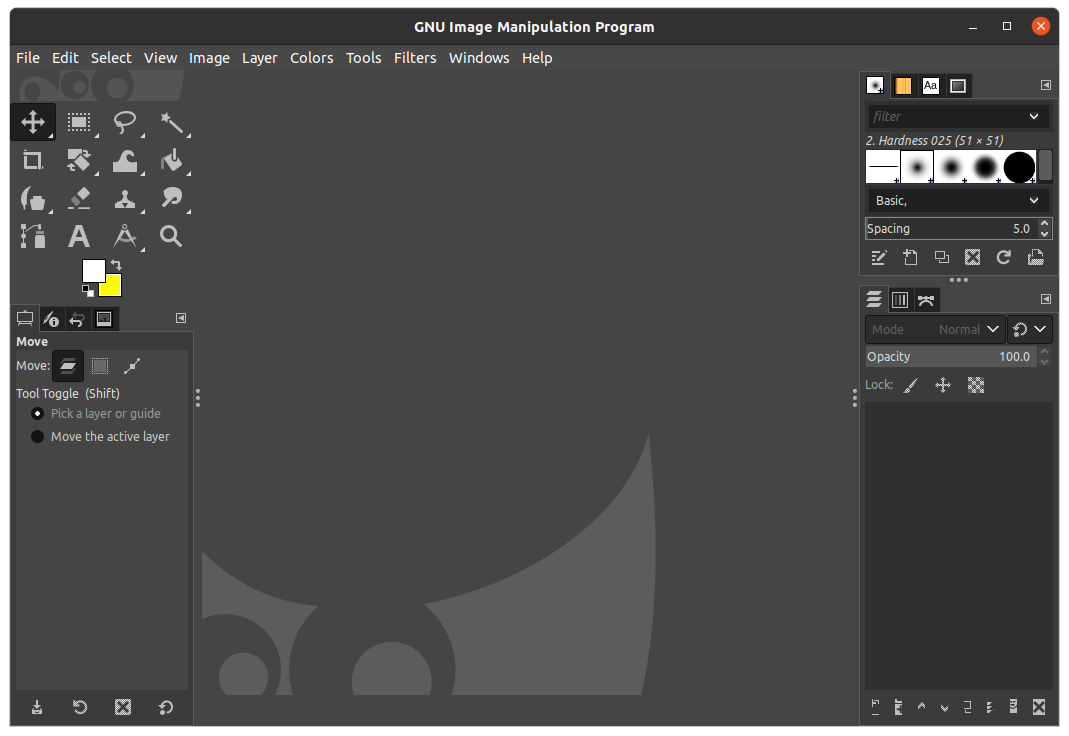 GNU Image Manipulation Program
File Edit Select View Image Layer Colors Tools Filters Windows Help
Aa
filter
2. Hardness 025 (51 × 51)
Basic,
Spacing 5.0
A
Move
Move:
Tool Toggle (Shift)
Pick a layer or guide
Move the active layer
Mode Normal
Opacity 100.0
Lock: